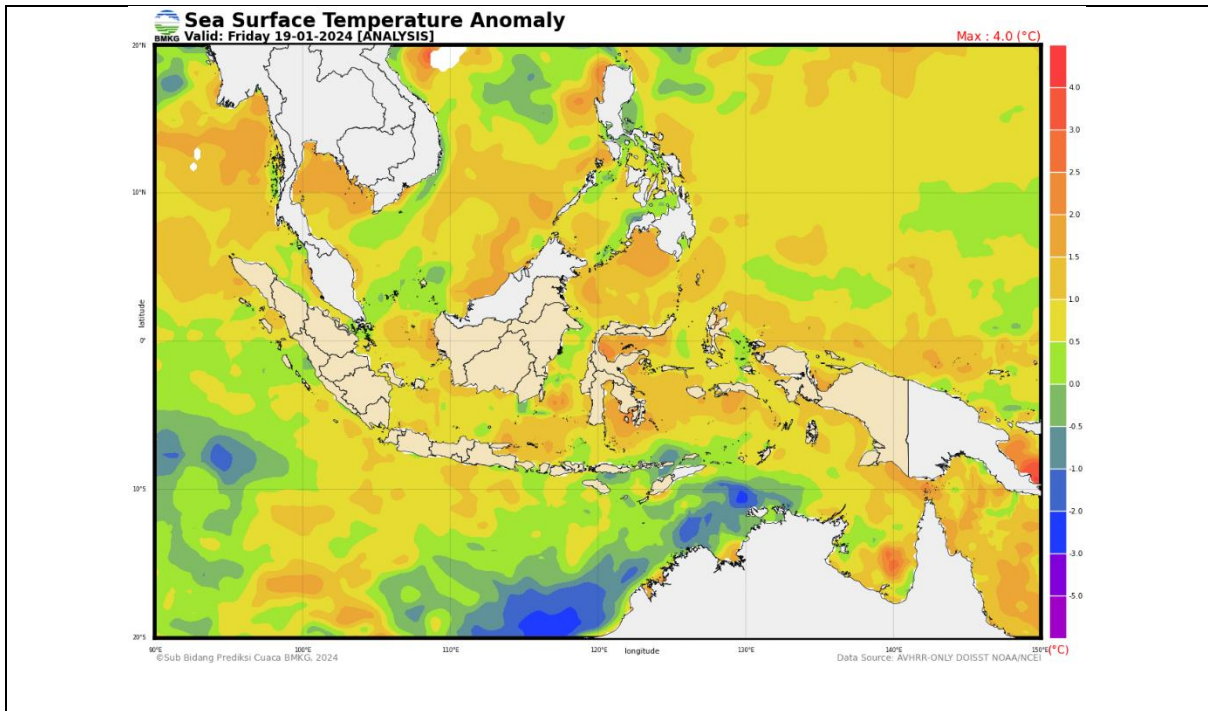 Sea Surface Temperature Anomaly
BMKG
Valid: Friday 19-01-2024 [ANALYSIS]
Max : 4.0 (°C)
20°N
10°N
0°
10°S
20°S
latitude
90°E
100°E
110°E
120°E
130°E
140°E
150°E
longitude
4.0
3.0
2.5
2.0
1.5
1.0
0.5
0.0
-0.5
-1.0
-2.0
-3.0
-5.0
(°C)
©Sub Bidang Prediksi Cuaca BMKG, 2024
Data Source: AVHRR-ONLY DOISST NOAA/NCEI